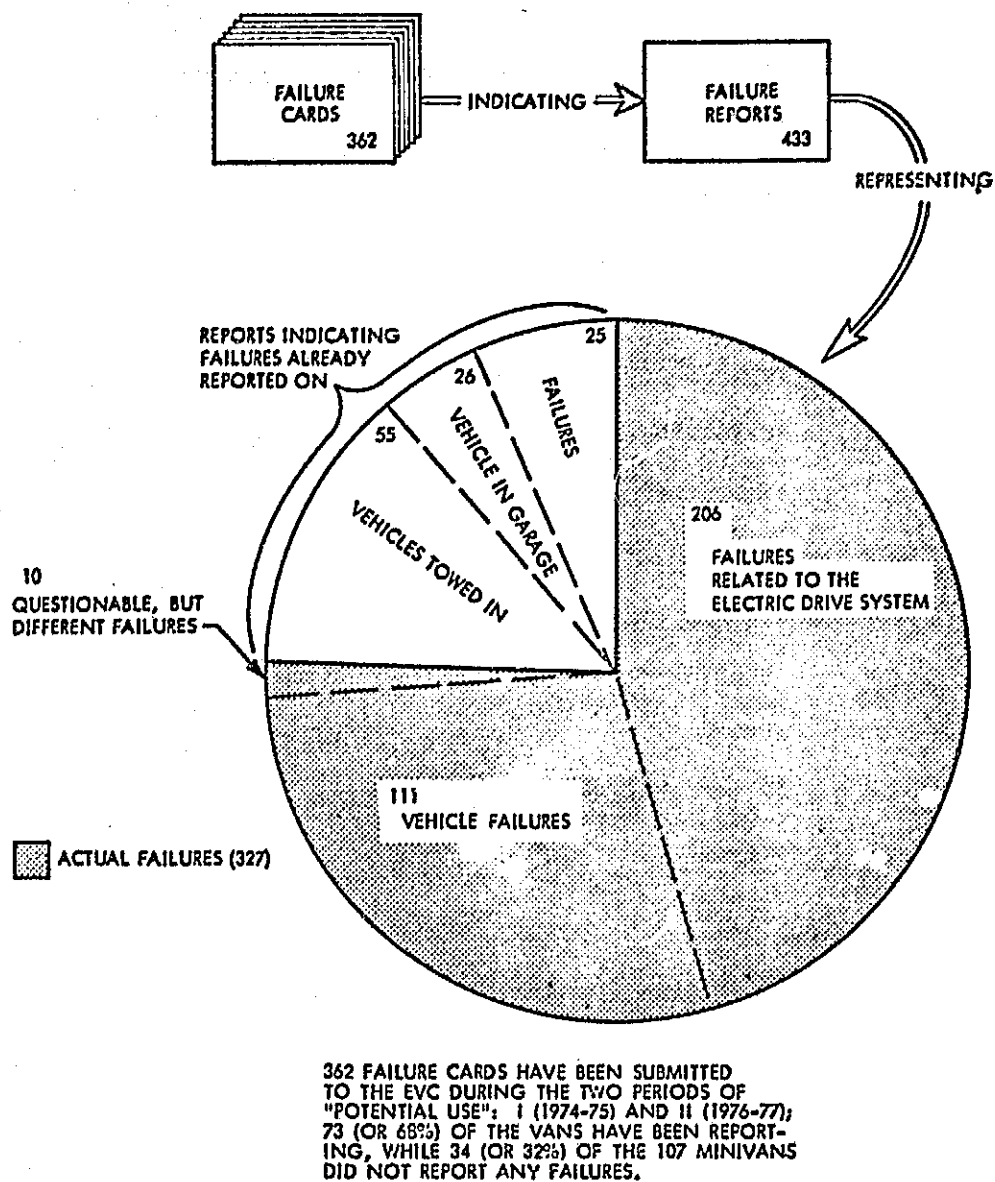 FAILURE
CARDS
362
INDICATING
FAILURE
REPORTS
433
REPRESENTING
REPORTS INDICATING
FAILURES ALREADY
REPORTED ON
25
FAILURES
26
VEHICLE IN GARAGE
55
VEHICLES TOWED IN
206
FAILURES
RELATED TO THE
ELECTRIC DRIVE SYSTEM
10
QUESTIONABLE, BUT
DIFFERENT FAILURES
111
VEHICLE FAILURES
ACTUAL FAILURES (327)
362 FAILURE CARDS HAVE BEEN SUBMITTED
TO THE EVC DURING THE TWO PERIODS OF
"POTENTIAL USE": I (1974-75) AND II (1976-77);
73 (OR 68%) OF THE VANS HAVE BEEN REPORT-
ING, WHILE 34 (OR 32%) OF THE 107 MINIVANS
DID NOT REPORT ANY FAILURES.